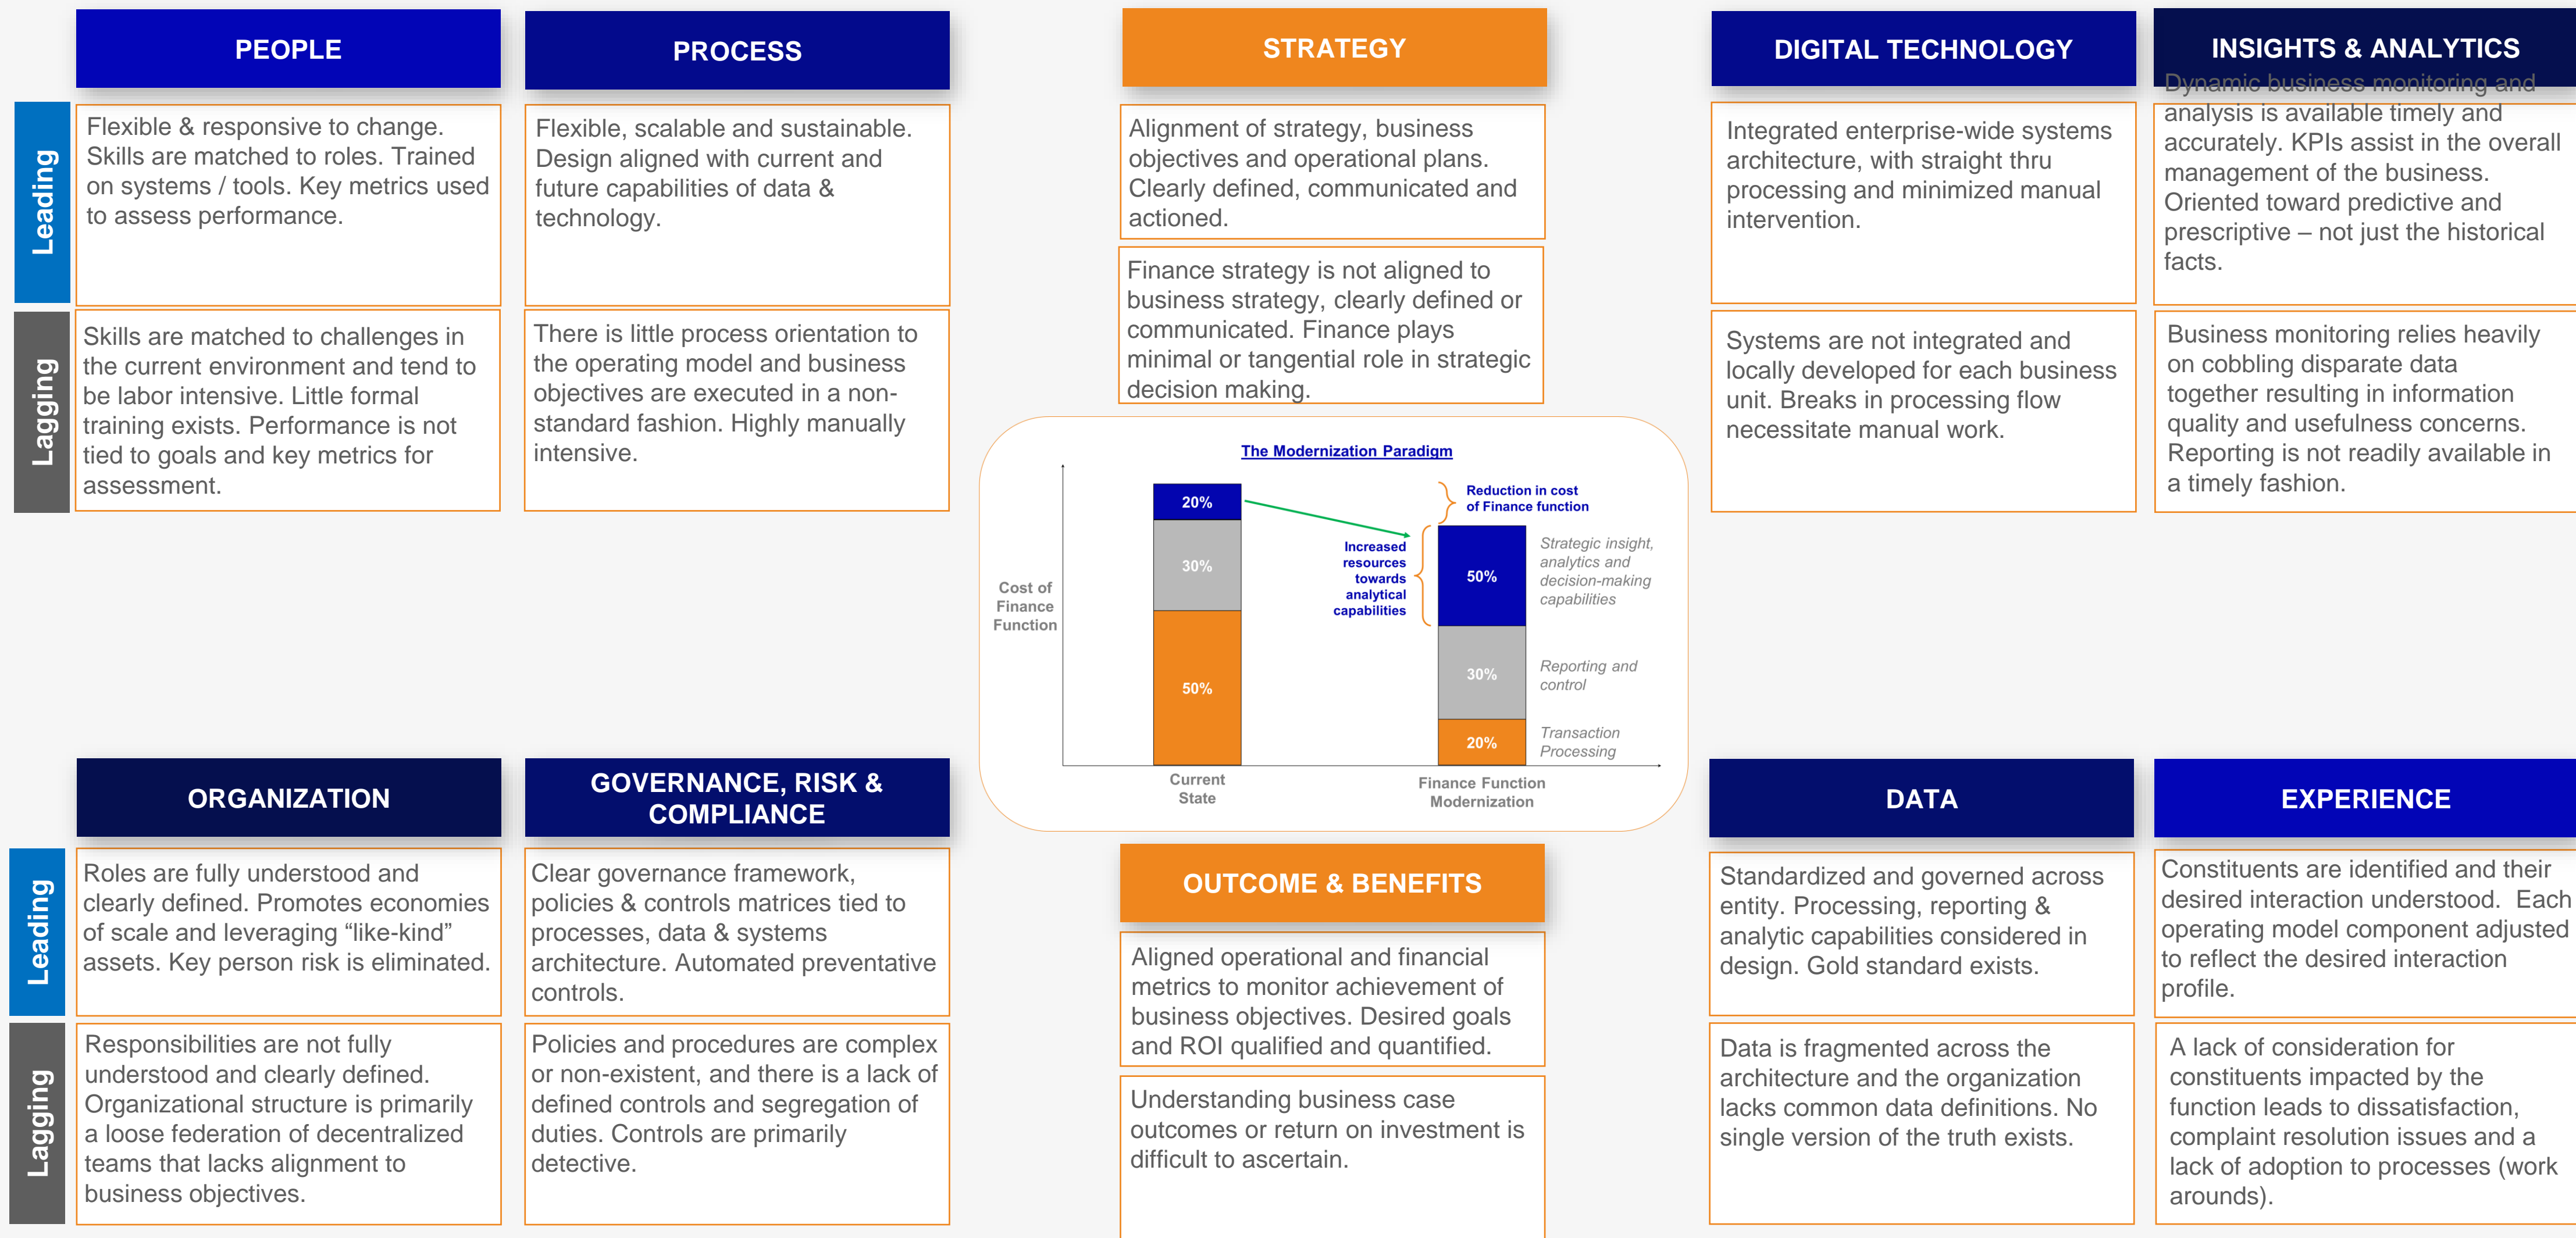 PEOPLE
Leading
Flexible & responsive to change.
Skills are matched to roles. Trained
on systems / tools. Key metrics used
to assess performance.
Lagging
Skills are matched to challenges in
the current environment and tend to
be labor intensive. Little formal
training exists. Performance is not
tied to goals and key metrics for
assessment.
PROCESS
Flexible, scalable and sustainable.
Design aligned with current and
future capabilities of data &
technology.
There is little process orientation to
the operating model and business
objectives are executed in a non-
standard fashion. Highly manually
intensive.
STRATEGY
Alignment of strategy, business
objectives and operational plans.
Clearly defined, communicated and
actioned.
Finance strategy is not aligned to
business strategy, clearly defined or
communicated. Finance plays
minimal or tangential role in strategic
decision making.
DIGITAL TECHNOLOGY
Integrated enterprise-wide systems
architecture, with straight thru
processing and minimized manual
intervention.
Systems are not integrated and
locally developed for each business
unit. Breaks in processing flow
necessitate manual work.
INSIGHTS & ANALYTICS
Dynamic business monitoring and
analysis is available timely and
accurately. KPIs assist in the overall
management of the business.
Oriented toward predictive and
prescriptive – not just the historical
facts.
Business monitoring relies heavily
on cobbling disparate data
together resulting in information
quality and usefulness concerns.
Reporting is not readily available in
a timely fashion.
The Modernization Paradigm
Cost of
Finance
Function
20%
30%
50%
Current
State
Increased
resources
towards
analytical
capabilities
Reduction in cost
of Finance function
50%
30%
20%
Strategic insight,
analytics and
decision-making
capabilities
Reporting and
control
Transaction
Processing
Finance Function
Modernization
ORGANIZATION
Leading
Roles are fully understood and
clearly defined. Promotes economies
of scale and leveraging “like-kind”
assets. Key person risk is eliminated.
Lagging
Responsibilities are not fully
understood and clearly defined.
Organizational structure is primarily
a loose federation of decentralized
teams that lacks alignment to
business objectives.
GOVERNANCE, RISK &
COMPLIANCE
Clear governance framework,
policies & controls matrices tied to
processes, data & systems
architecture. Automated preventative
controls.
Policies and procedures are complex
or non-existent, and there is a lack of
defined controls and segregation of
duties. Controls are primarily
detective.
OUTCOME & BENEFITS
Aligned operational and financial
metrics to monitor achievement of
business objectives. Desired goals
and ROI qualified and quantified.
Understanding business case
outcomes or return on investment is
difficult to ascertain.
DATA
Standardized and governed across
entity. Processing, reporting &
analytic capabilities considered in
design. Gold standard exists.
Data is fragmented across the
architecture and the organization
lacks common data definitions. No
single version of the truth exists.
EXPERIENCE
Constituents are identified and their
desired interaction understood. Each
operating model component adjusted
to reflect the desired interaction
profile.
A lack of consideration for
constituents impacted by the
function leads to dissatisfaction,
complaint resolution issues and a
lack of adoption to processes (work
arounds).